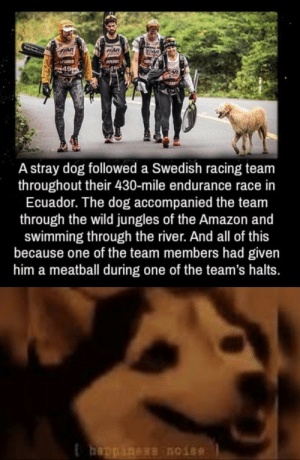 A stray dog followed a Swedish racing team
throughout their 430-mile endurance race in
Ecuador. The dog accompanied the team
through the wild jungles of the Amazon and
swimming through the river. And all of this
because one of the team members had given
him a meatball during one of the team's halts.
[ happiness noise ]